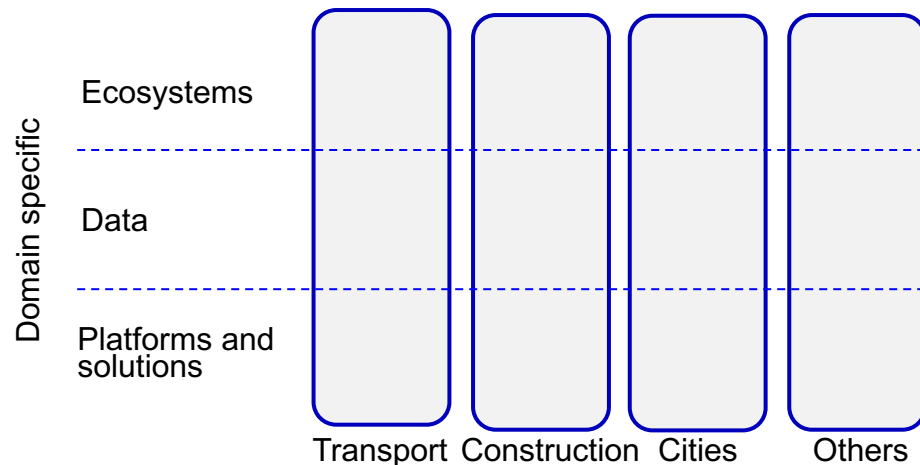 Domain specific
Ecosystems
Data
Platforms and
solutions
Transport Construction Cities Others